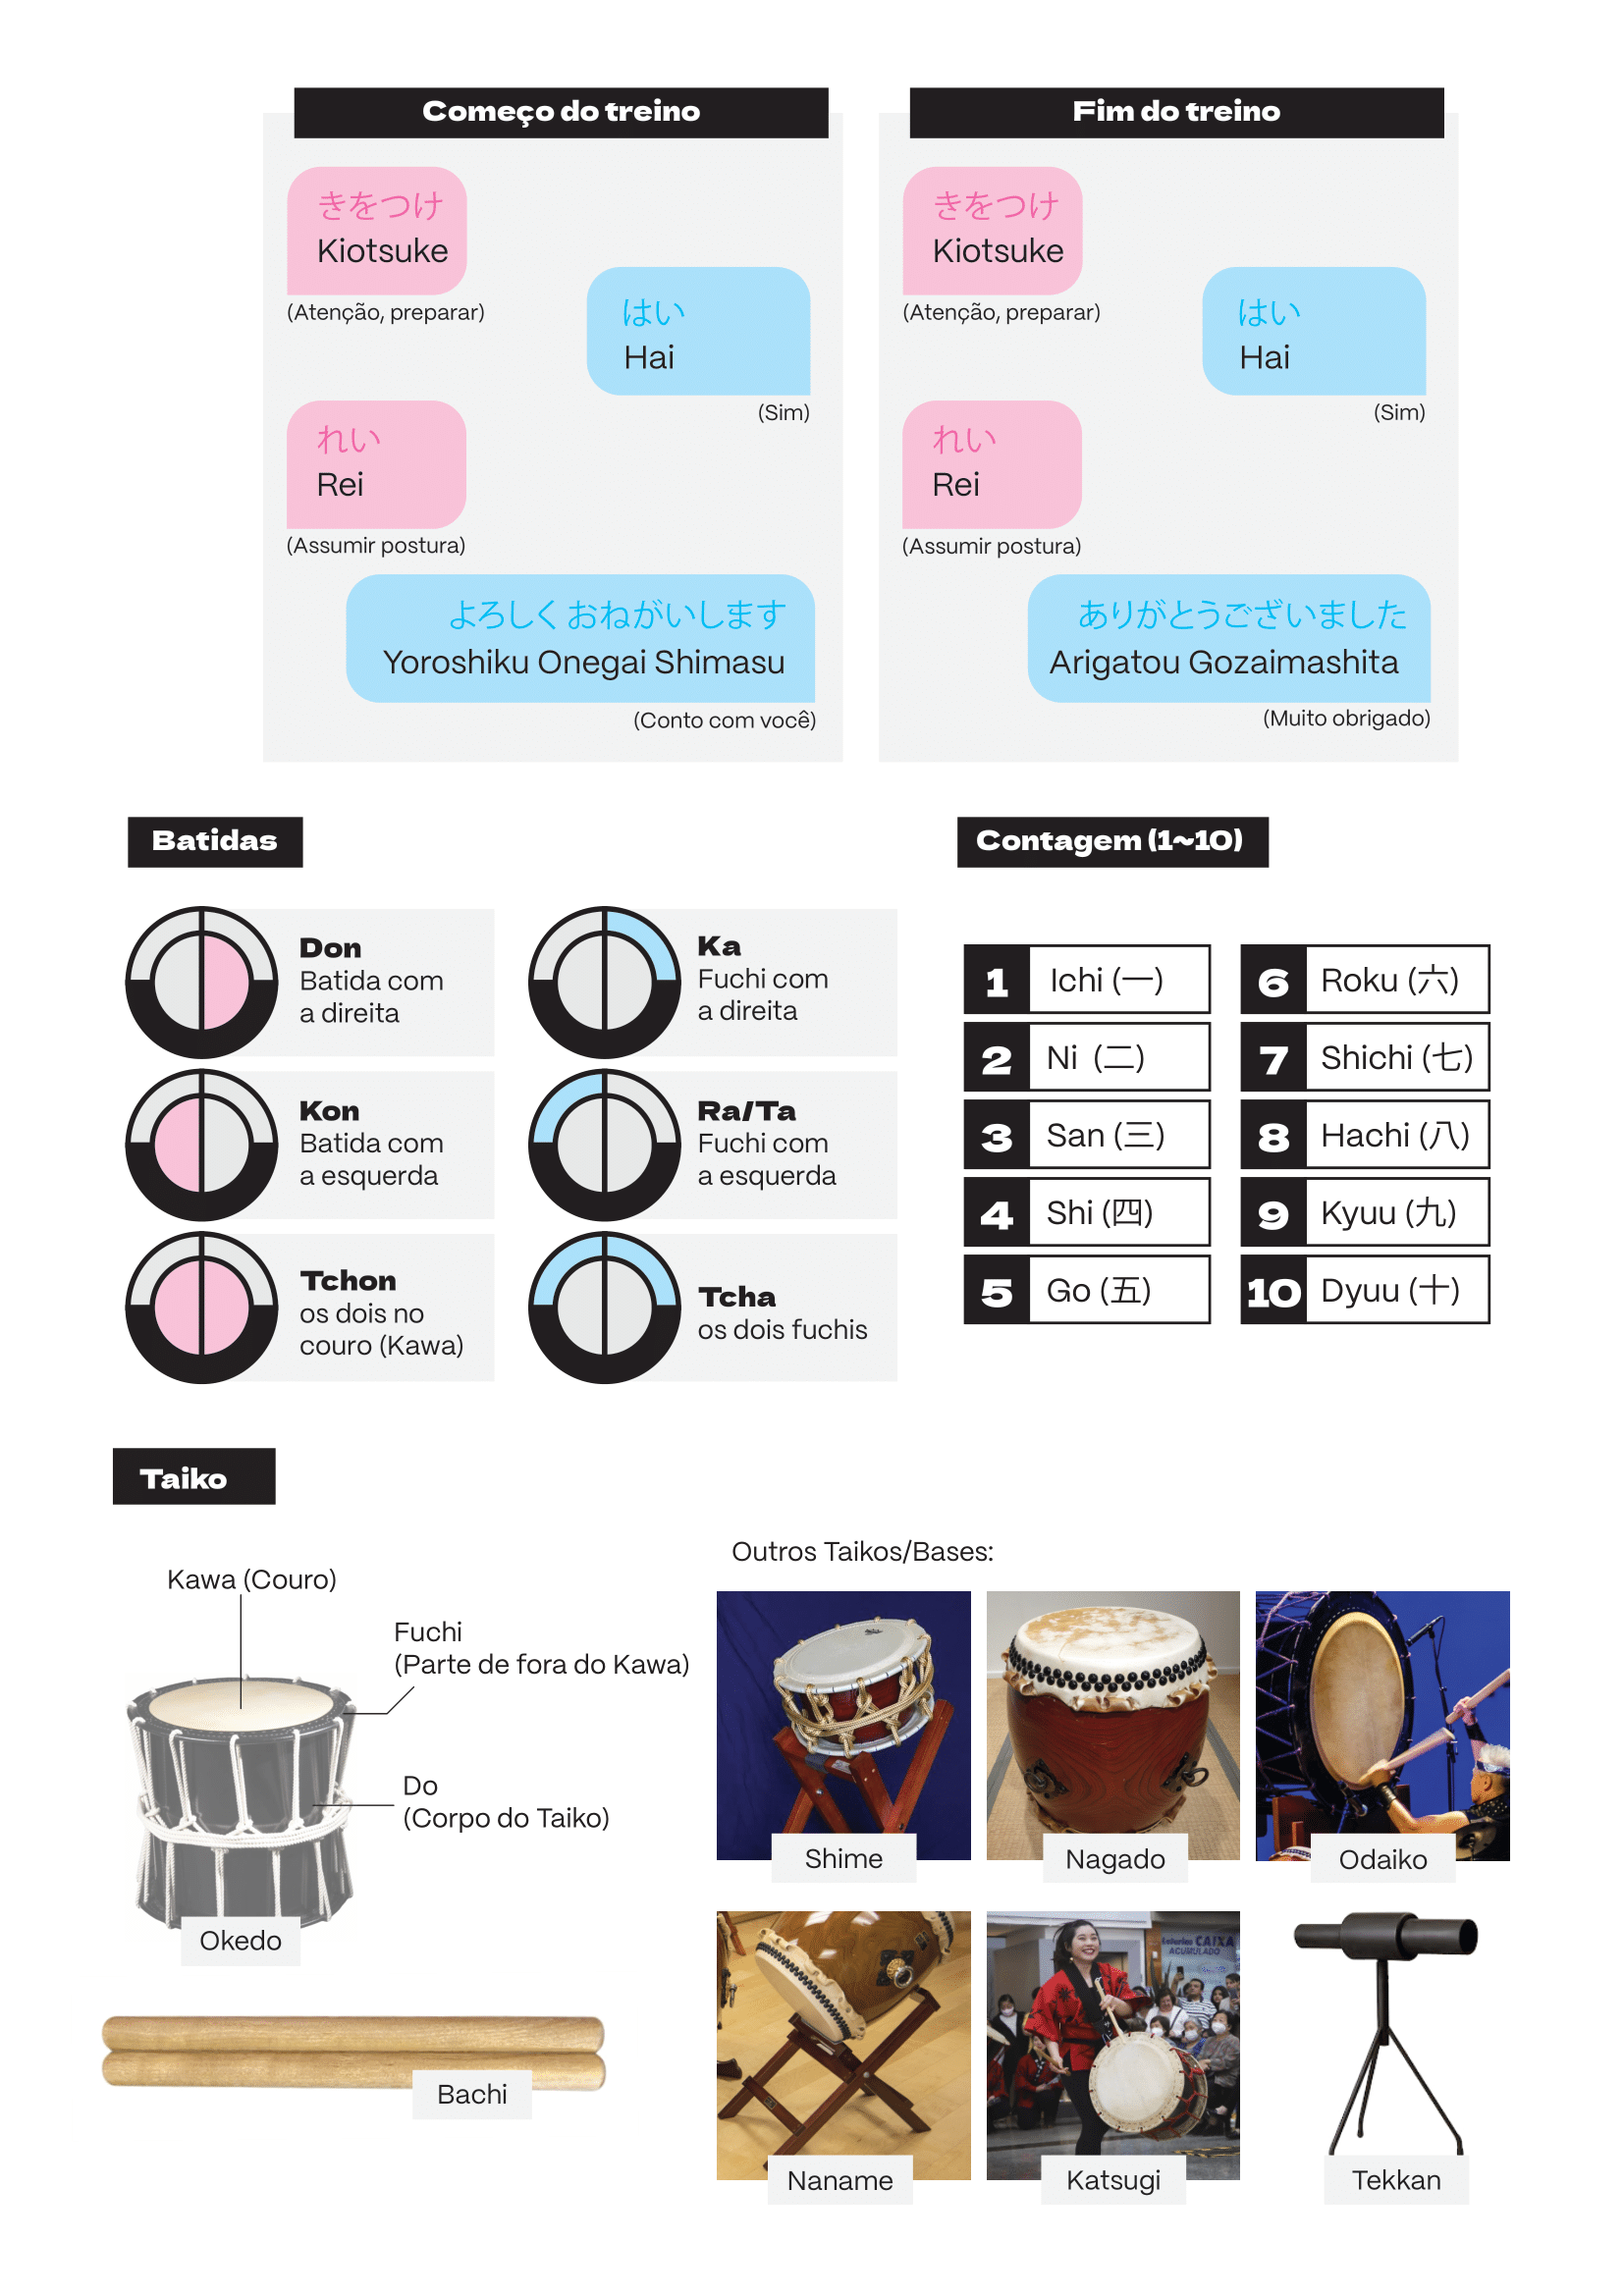 Começo do treino
きをつけ
Kiotsuke
(Atenção, preparar)
はい
Hai
(Sim)
れい
Rei
(Assumir postura)
よろしく おねがいします
Yoroshiku Onegai Shimasu
(Conto com você)
Fim do treino
きをつけ
Kiotsuke
(Atenção, preparar)
はい
Hai
(Sim)
れい
Rei
(Assumir postura)
ありがとうございました
Arigatou Gozaimashita
(Muito obrigado)
Batidas
Don
Batida com
a direita
Kon
Batida com
a esquerda
Tchon
os dois no
couro (Kawa)
Ka
Fuchi com
a direita
Ra/Ta
Fuchi com
a esquerda
Tcha
os dois fuchis
Contagem (1~10)
1 Ichi (一)
2 Ni (二)
3 San (三)
4 Shi (四)
5 Go (五)
6 Roku (六)
7 Shichi (七)
8 Hachi (八)
9 Kyuu (九)
10 Dyuu (十)
Taiko
Kawa (Couro)
Fuchi
(Parte de fora do Kawa)
Do
(Corpo do Taiko)
Okedo
Bachi
Outros Taikos/Bases:
Shime
Nagado
Odaiko
Naname
CAIXA
ACUMULADO
Katsugi
Tekkan